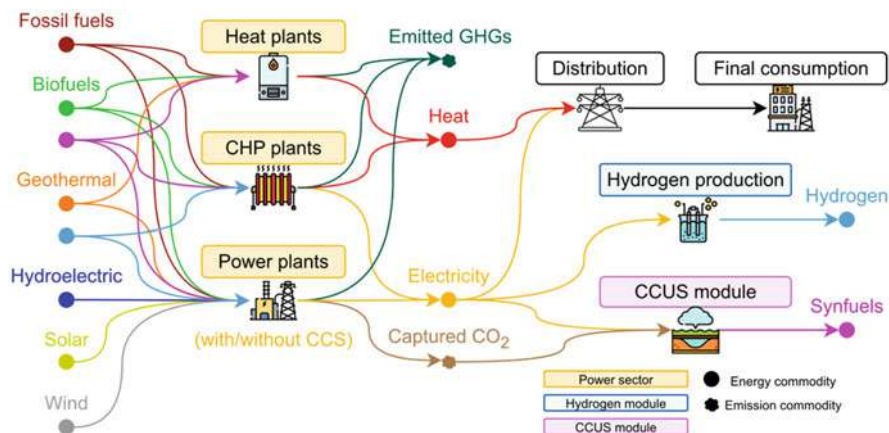 Fossil fuels
Heat plants
Emitted GHGs
Distribution
Final consumption
Biofuels
Heat
CHP plants
Geothermal
Hydrogen production
Hydrogen
Hydroelectric
Power plants
Electricity
CCUS module
Synfuels
Solar
(with/without CCS)
Captured CO₂
Wind
Power sector
Energy commodity
Hydrogen module
Emission commodity
CCUS module